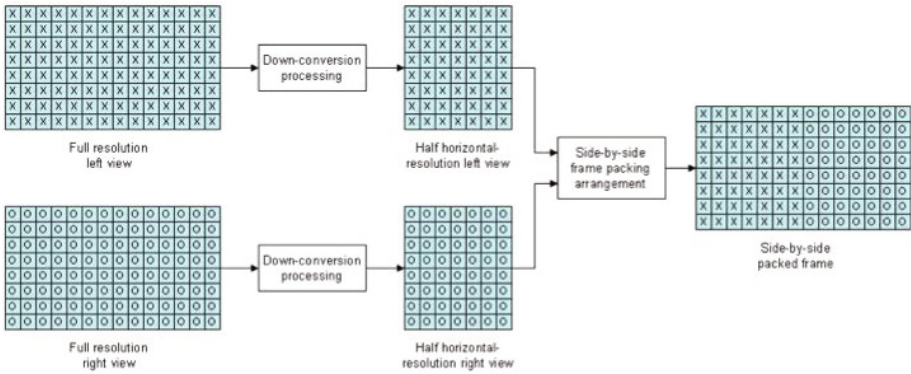 X X X X X X X X X X X X X X
X X X X X X X X X X X X X X
X X X X X X X X X X X X X X
X X X X X X X X X X X X X X
X X X X X X X X X X X X X X
X X X X X X X X X X X X X X
X X X X X X X X X X X X X X
X X X X X X X X X X X X X X
Full resolution
left view
Down-conversion
processing
X X X X X X X
X X X X X X X
X X X X X X X
X X X X X X X
X X X X X X X
X X X X X X X
X X X X X X X
X X X X X X X
Half horizontal-
resolution left view
O O O O O O O O O O O O O O
O O O O O O O O O O O O O O
O O O O O O O O O O O O O O
O O O O O O O O O O O O O O
O O O O O O O O O O O O O O
O O O O O O O O O O O O O O
O O O O O O O O O O O O O O
O O O O O O O O O O O O O O
Full resolution
right view
Down-conversion
processing
O O O O O O O
O O O O O O O
O O O O O O O
O O O O O O O
O O O O O O O
O O O O O O O
O O O O O O O
O O O O O O O
Half horizontal-
resolution right view
Side-by-side
frame packing
arrangement
X X X X X X X O O O O O O O
X X X X X X X O O O O O O O
X X X X X X X O O O O O O O
X X X X X X X O O O O O O O
X X X X X X X O O O O O O O
X X X X X X X O O O O O O O
X X X X X X X O O O O O O O
X X X X X X X O O O O O O O
Side-by-side
packed frame